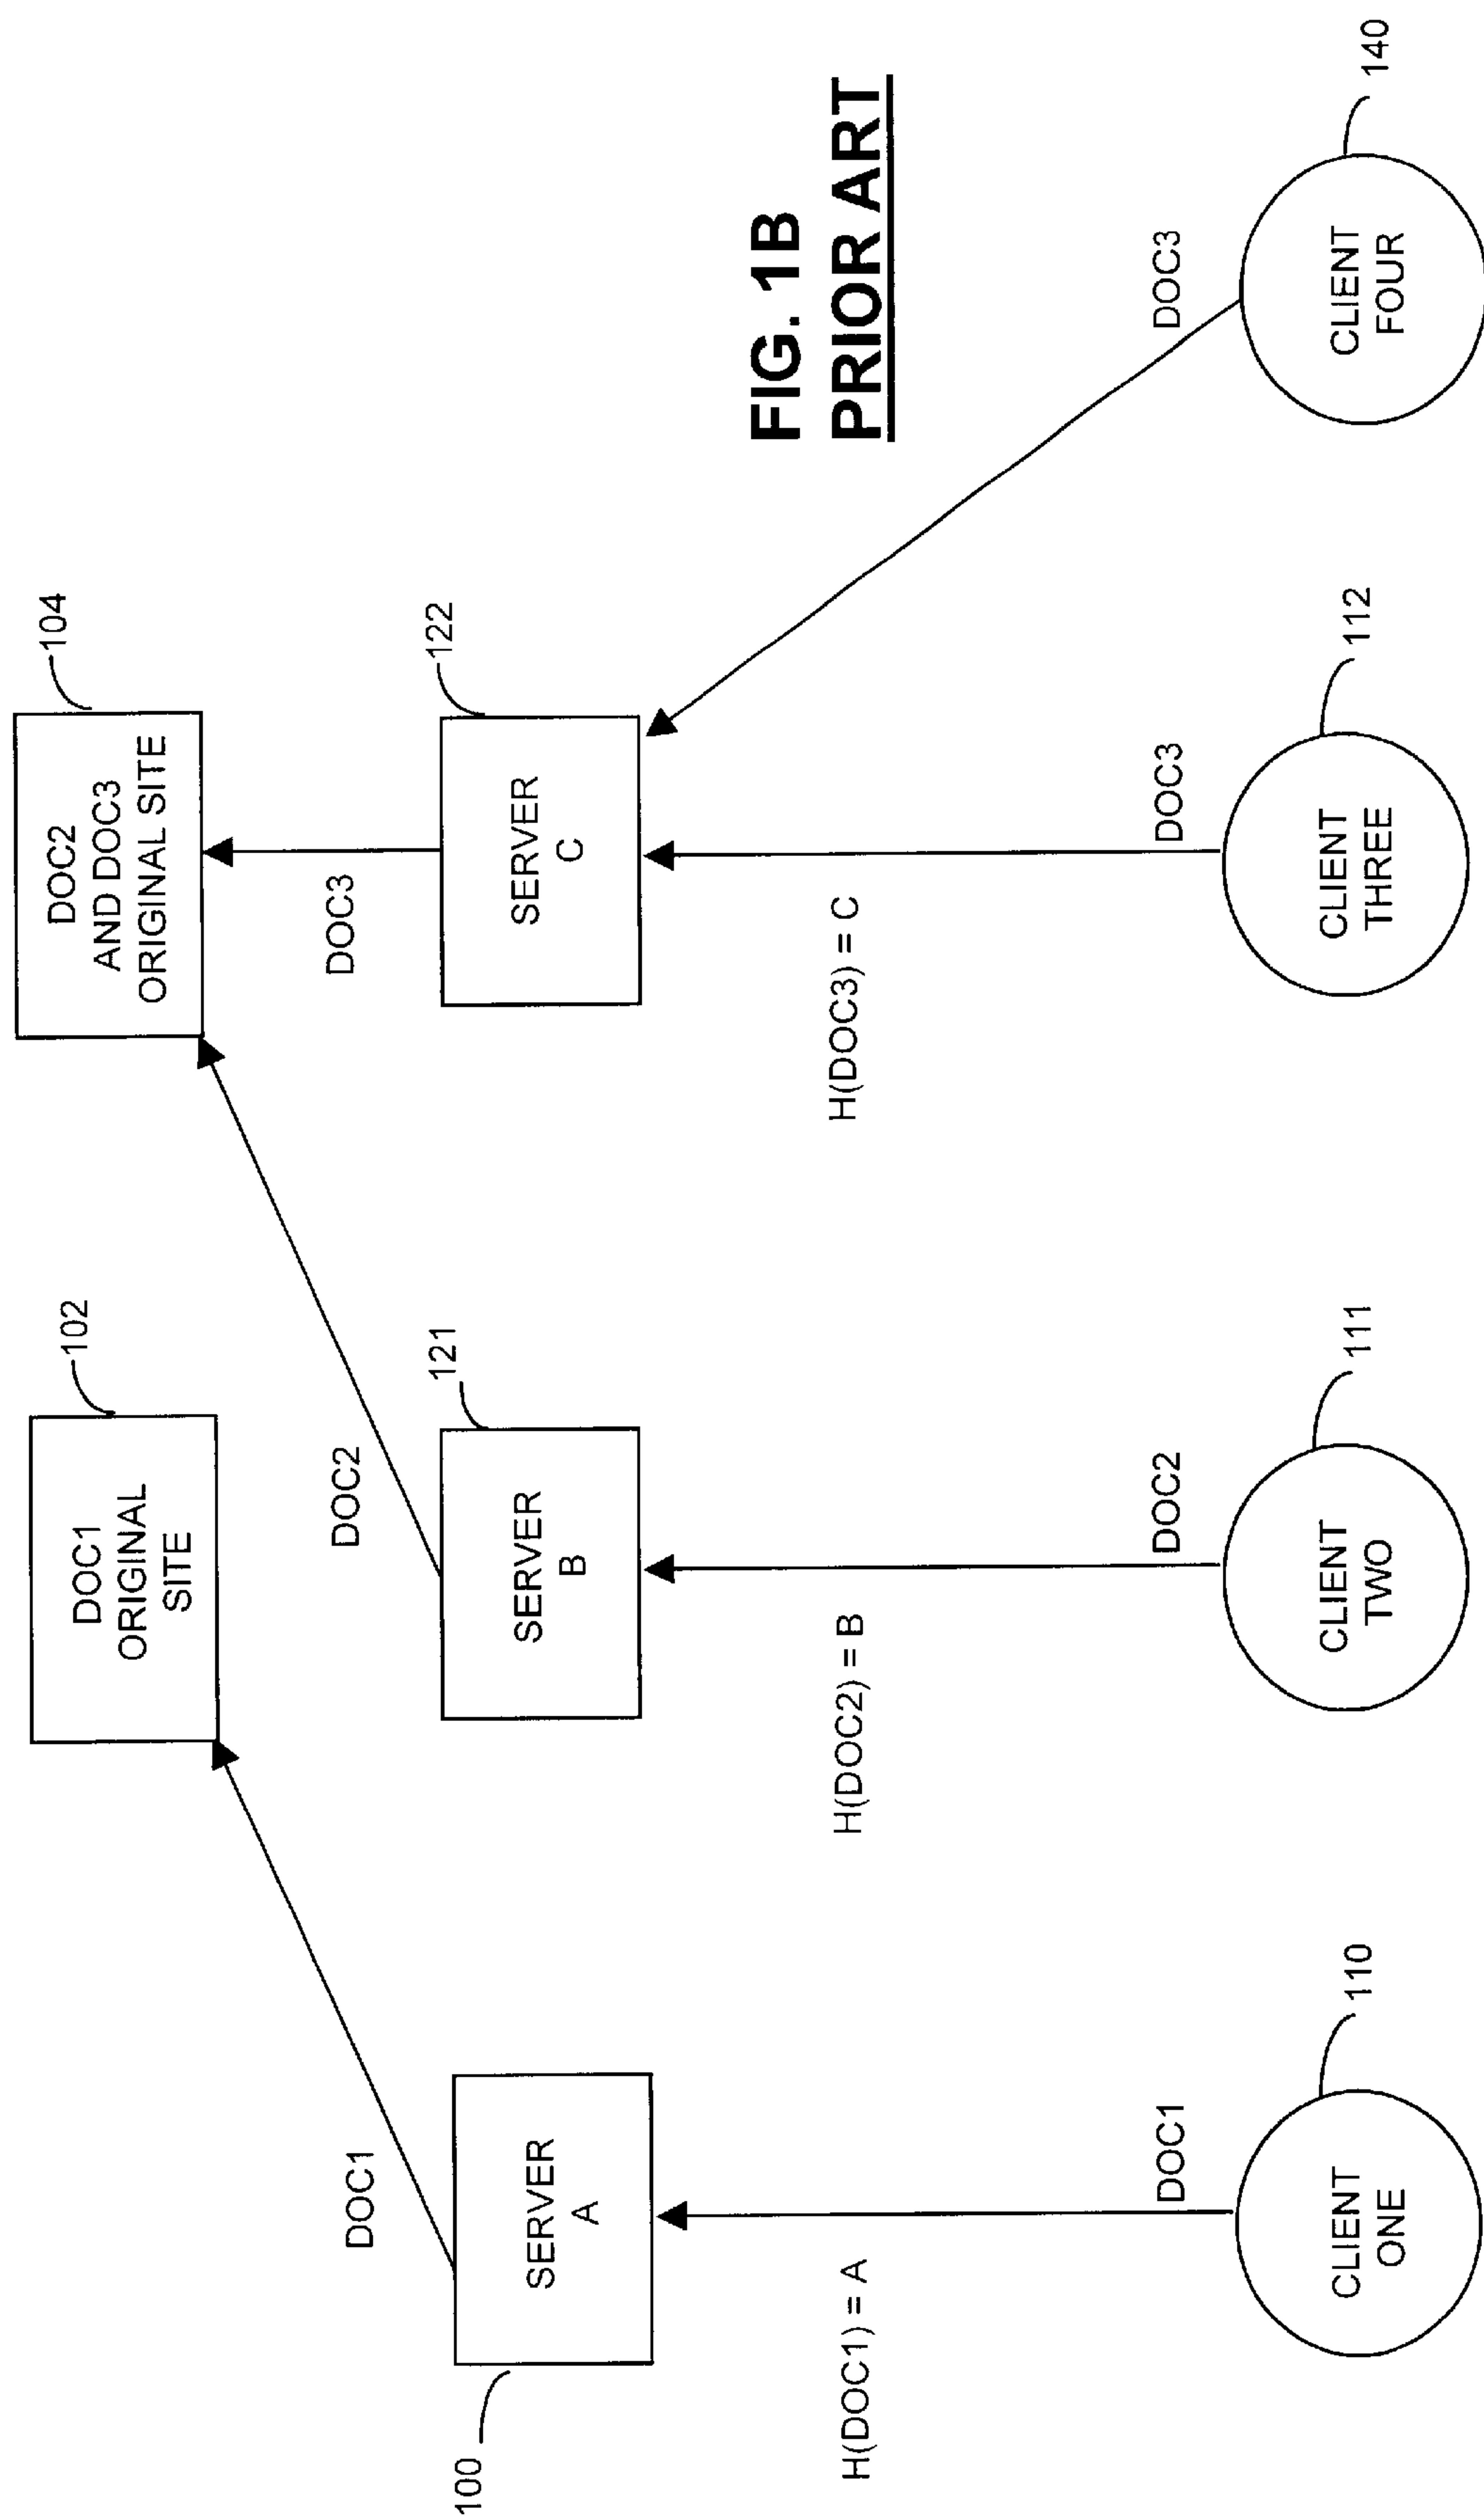 102
104
DOC1
ORIGINAL
SITE
DOC2
AND DOC3
ORIGINAL SITE
DOC1
DOC2
DOC3
100
121
122
SERVER
A
SERVER
B
SERVER
C
FIG. 1B
PRIOR ART
H(DOC1) = A
H(DOC2) = B
H(DOC3) = C
DOC1
DOC2
DOC3
DOC3
110
111
112
140
CLIENT
ONE
CLIENT
TWO
CLIENT
THREE
CLIENT
FOUR